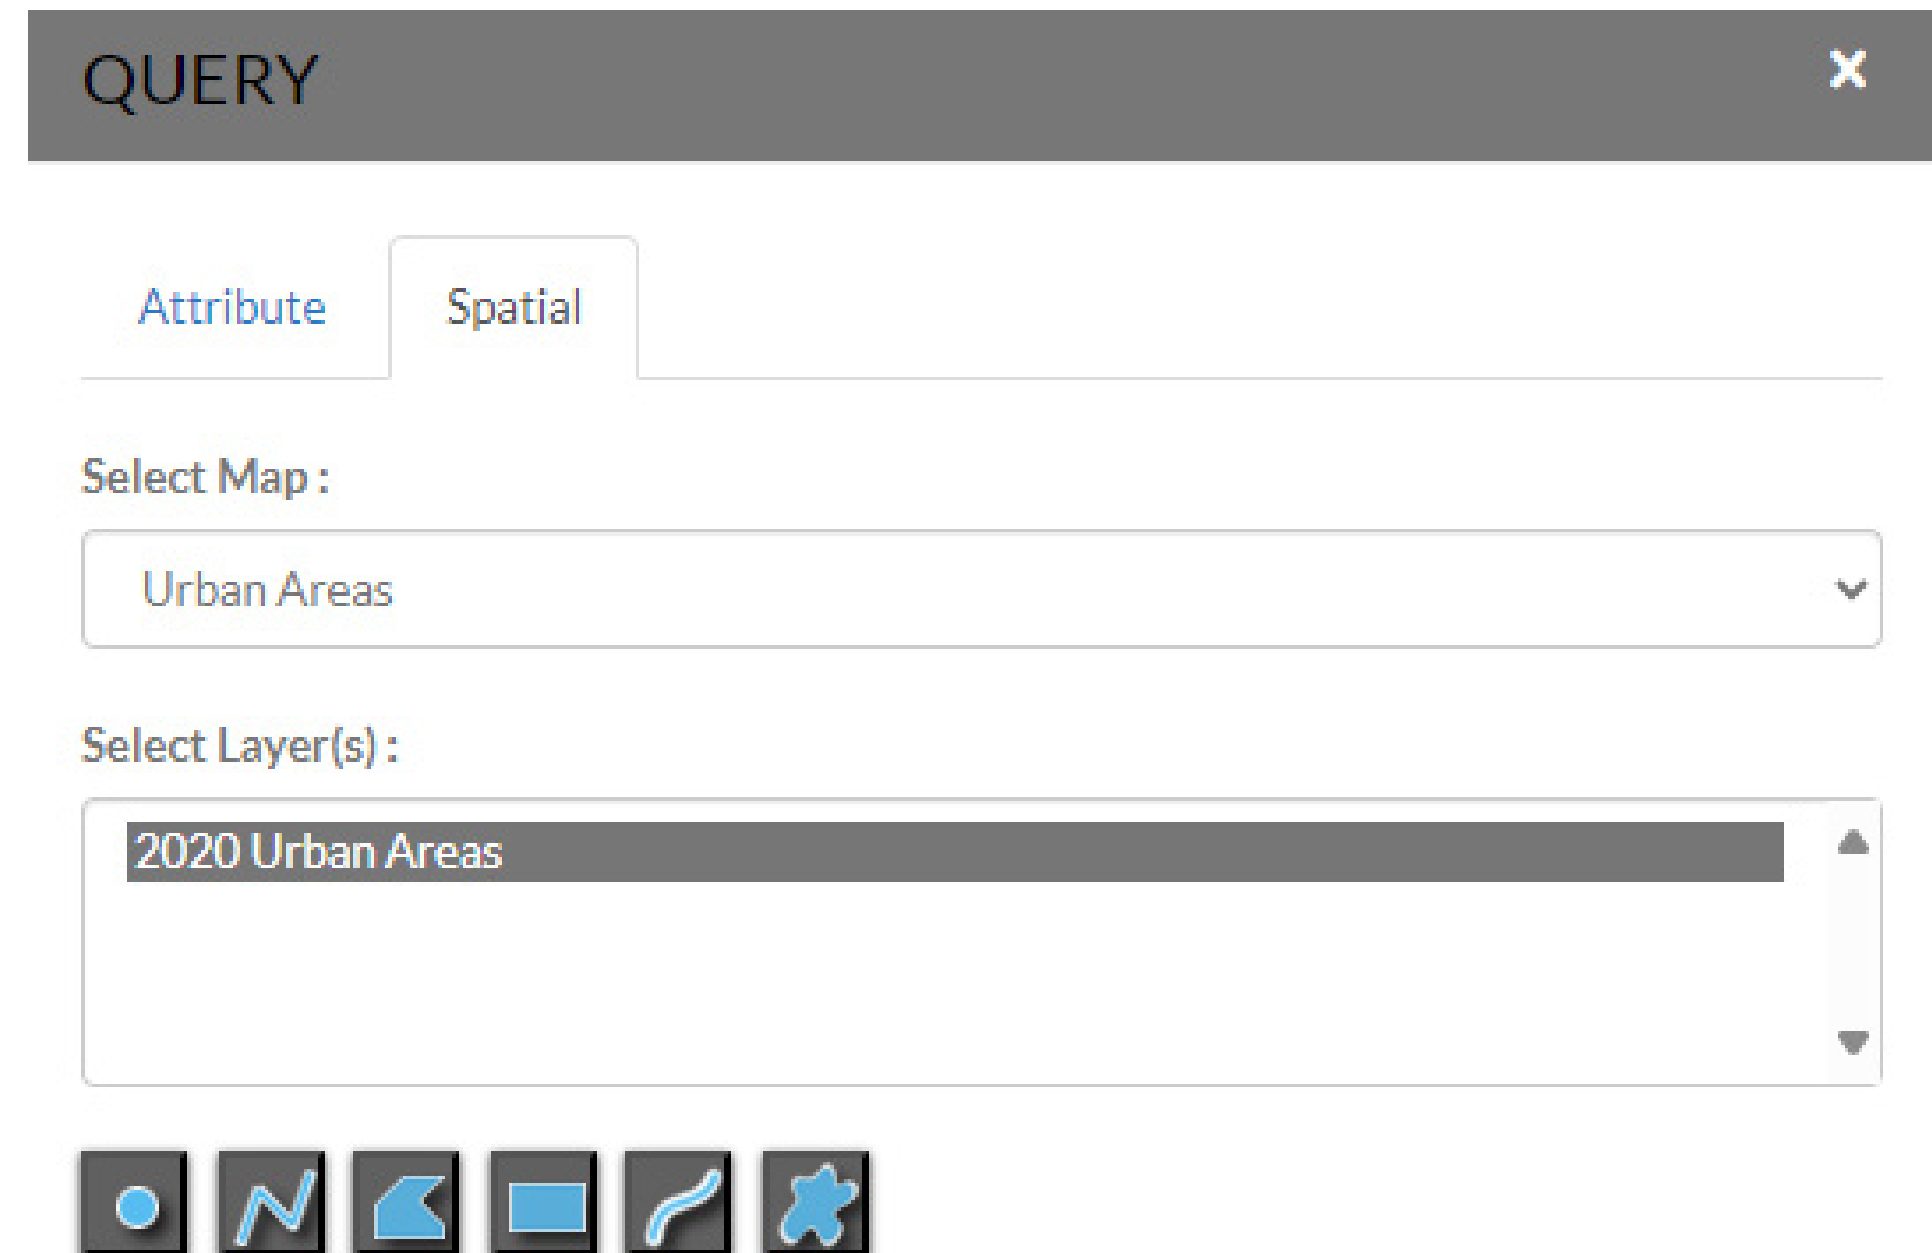 QUERY
Attribute Spatial
Select Map :
Urban Areas
Select Layer(s) :
2020 Urban Areas